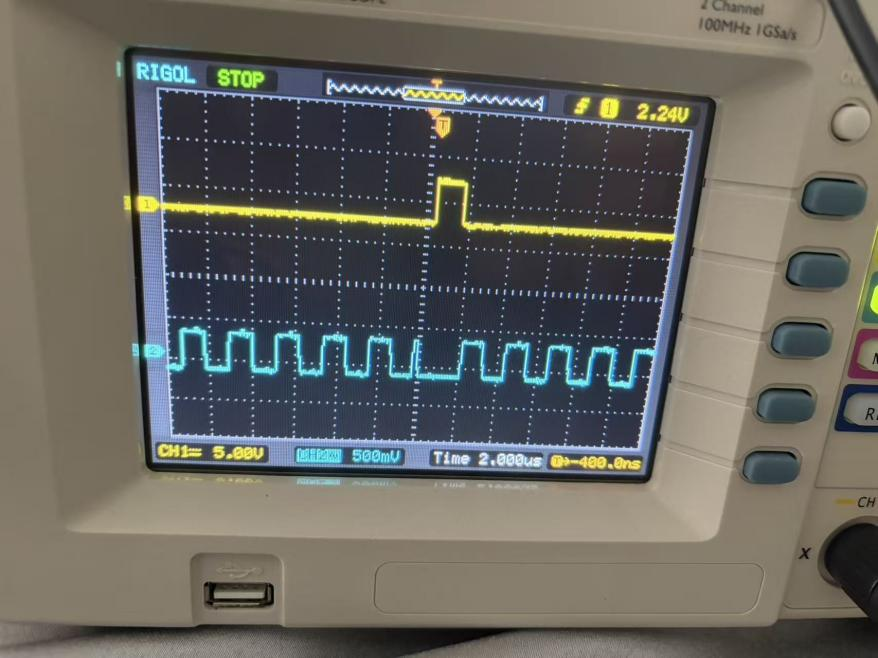 2 Channel
100MHz 1GSa/s
RIGOL STOP
T
1 2.24V
T
1
2
CH1 5.00V 500mV Time 2.000us -400.0ns
CH
X